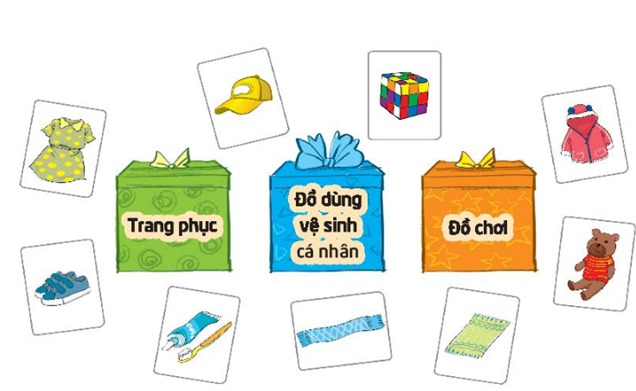 Trang phục
Đồ dùng
vệ sinh
cá nhân
Đồ chơi